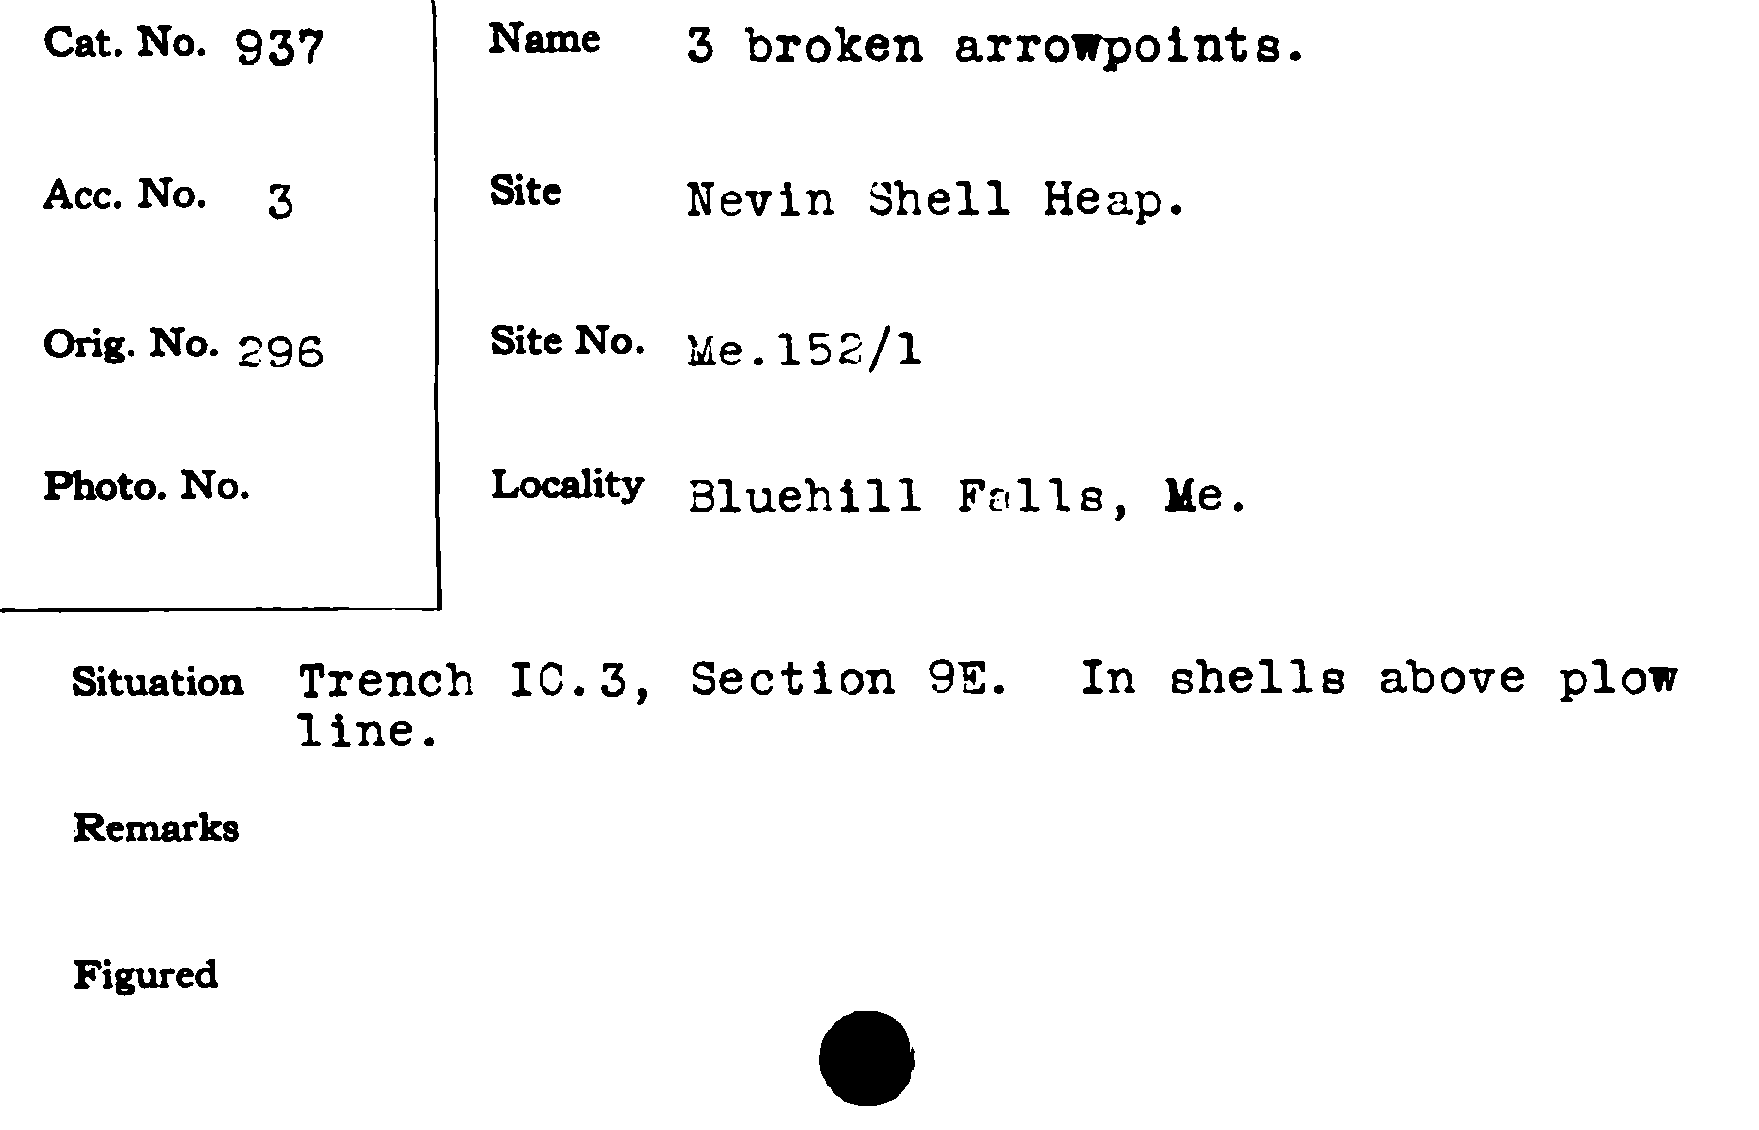 Cat. No. 937
Name 3 broken arrowpoints.
Acc. No. 3
Site Nevin Shell Heap.
Orig. No. 296
Site No. Me.152/1
Photo. No.
Locality Bluehill Falls, Me.
Situation Trench IC.3, Section 9E. In shells above plow
line.
Remarks
Figured